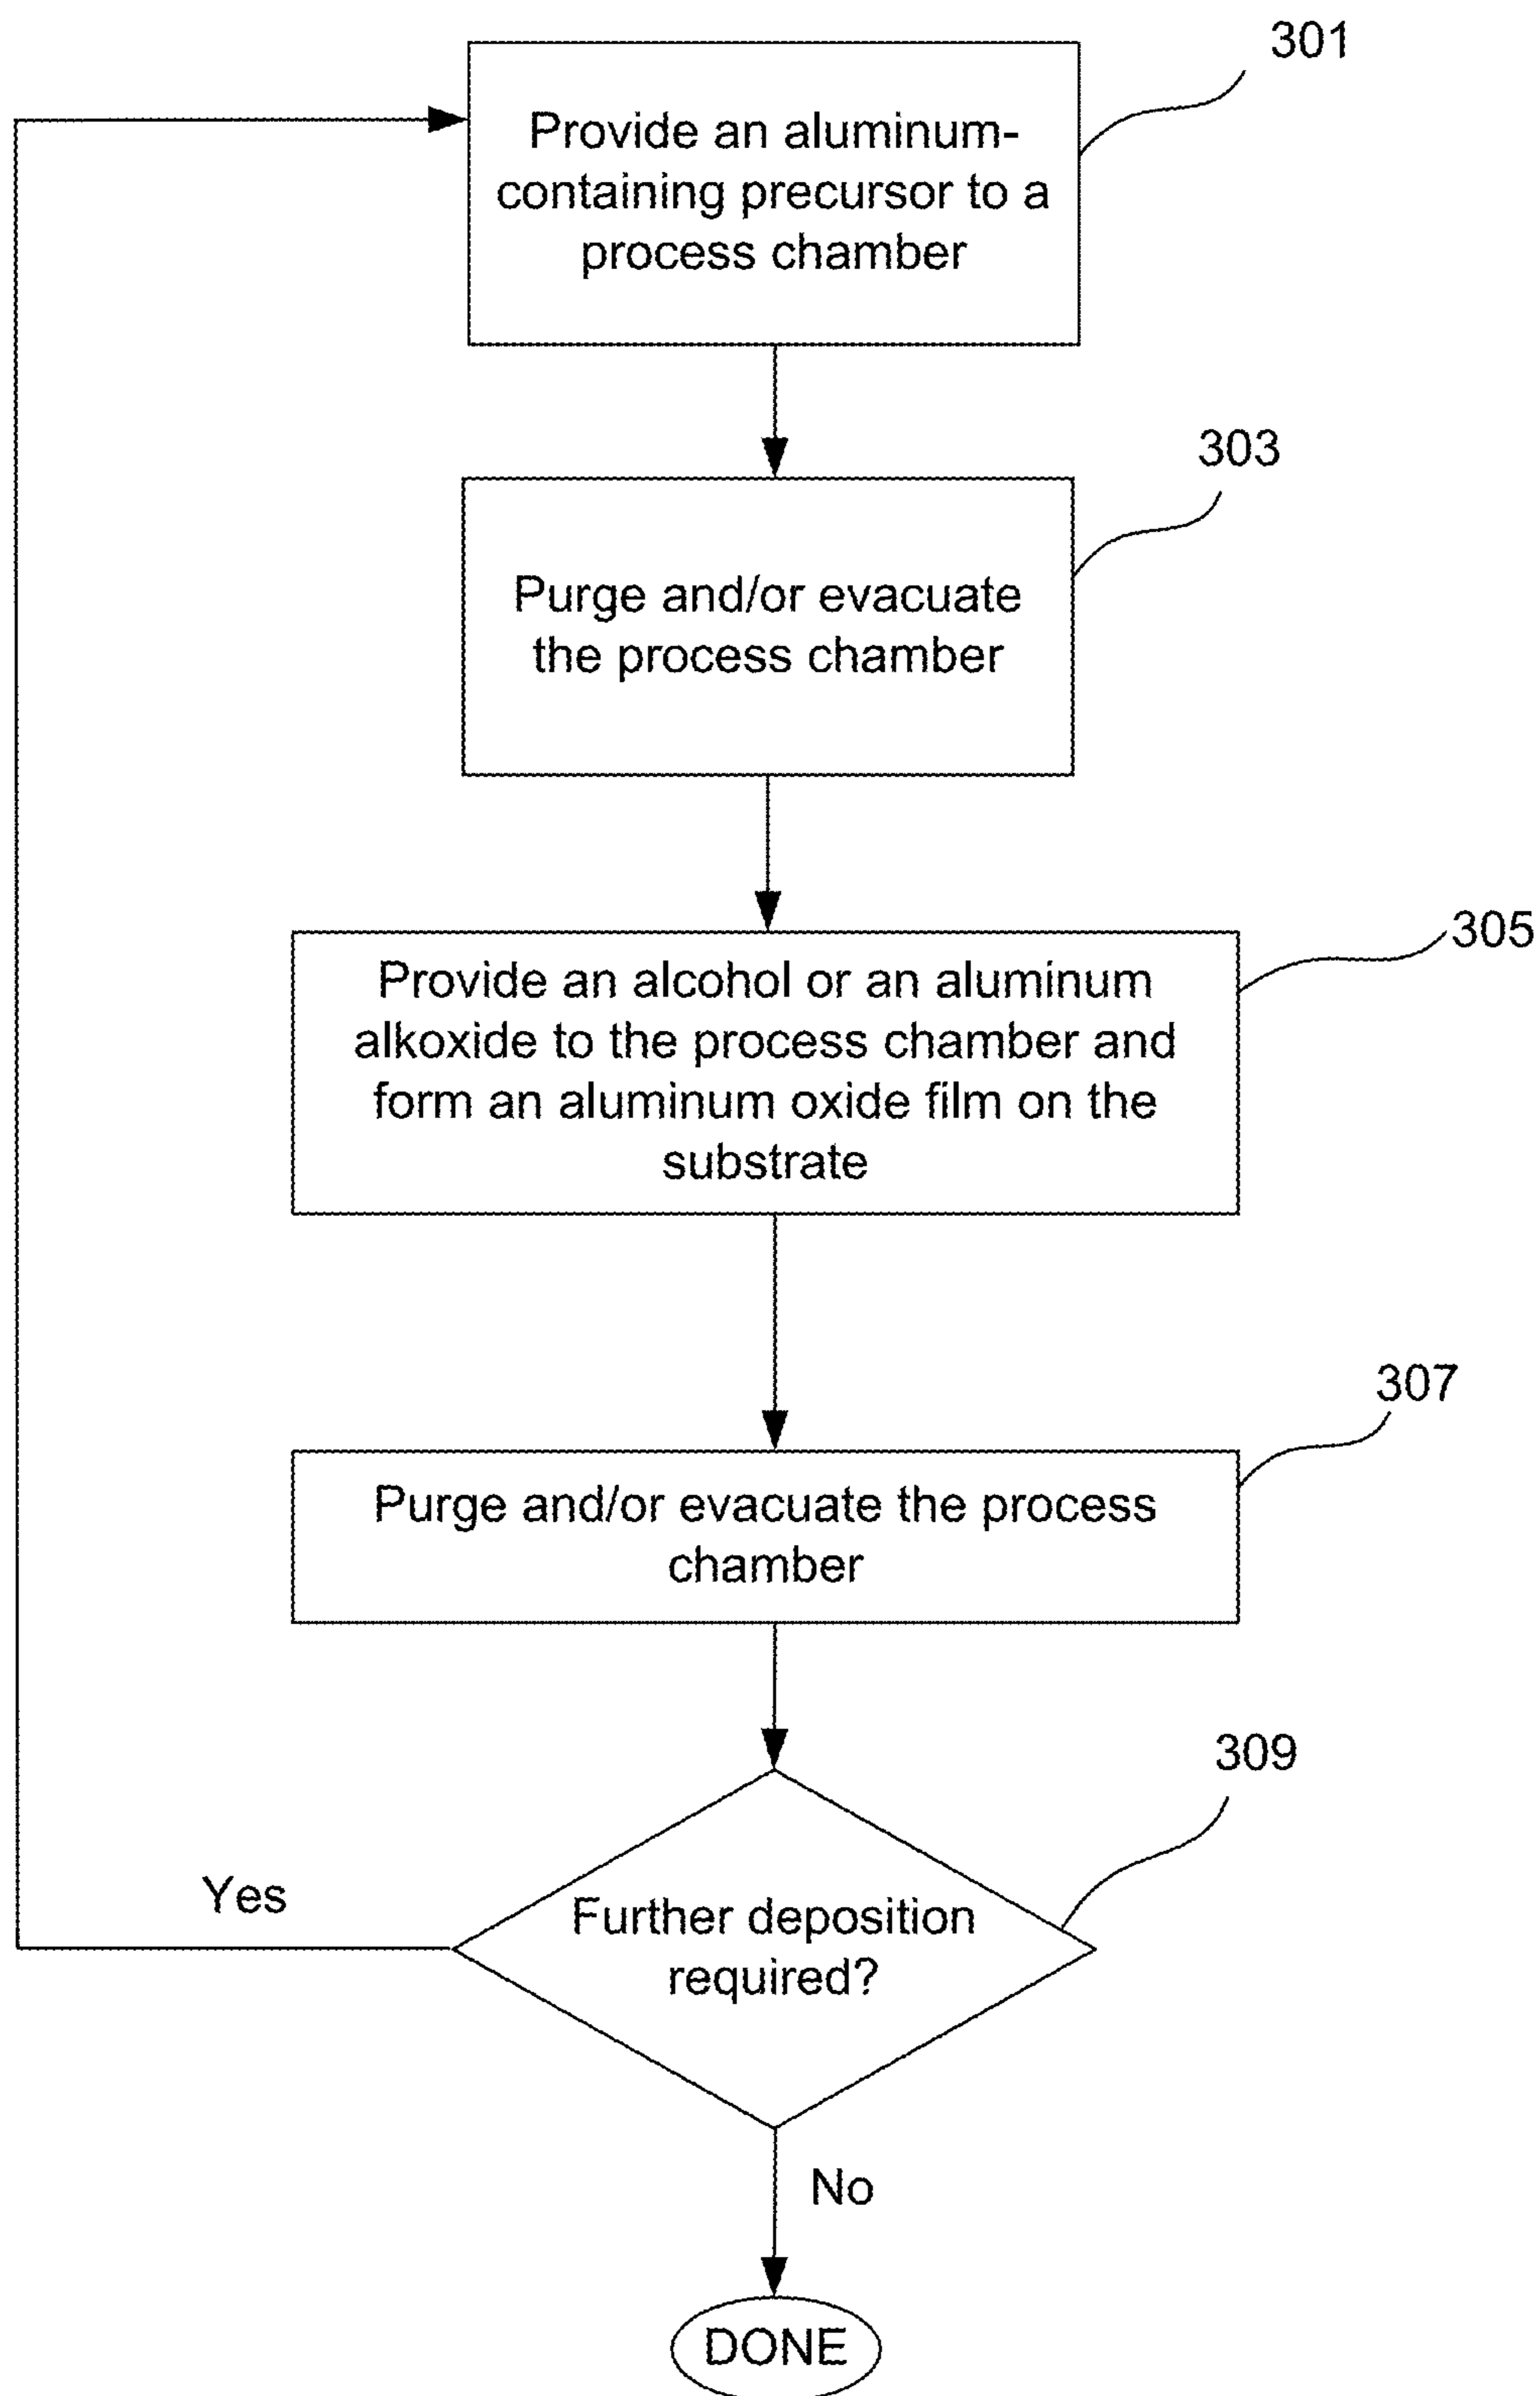 301
Provide an aluminum-
containing precursor to a
process chamber
303
Purge and/or evacuate
the process chamber
305
Provide an alcohol or an aluminum
alkoxide to the process chamber and
form an aluminum oxide film on the
substrate
307
Purge and/or evacuate the process
chamber
309
Further deposition
required?
Yes
No
DONE